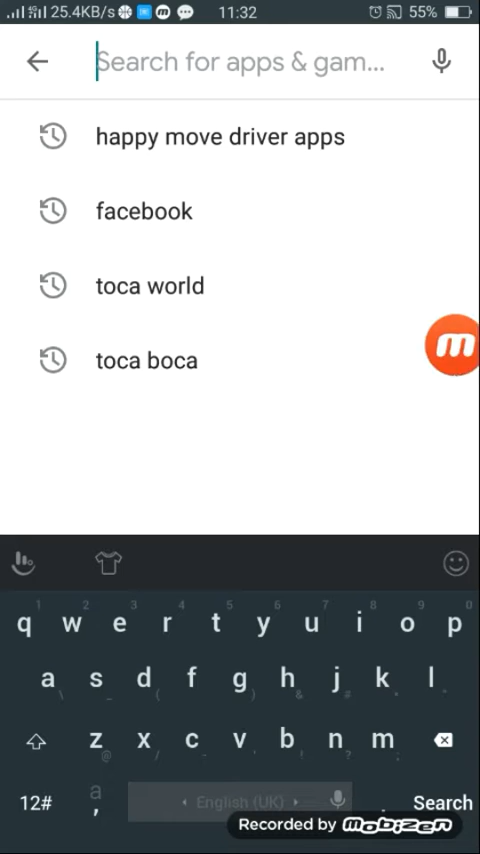 4G 25.4KB/s 11:32 55%
Search for apps & gam...
happy move driver apps
facebook
toca world
toca boca
m
1 2 3 4 5 6 7 8 9 0
q w e r t y u i o p
a s d f g h j k l
\ _ ( ) & #
z x c v b n m
@ / - ' ! ? ;
12# a , English (UK) . Search
Recorded by mobizen